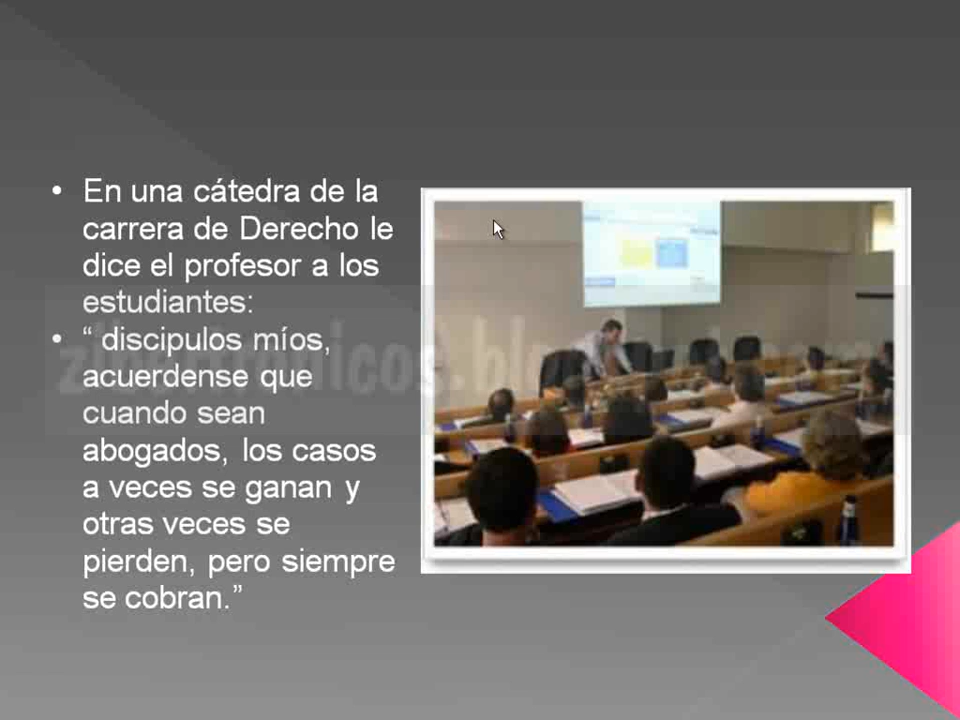 • En una cátedra de la
carrera de Derecho le
dice el profesor a los
estudiantes:
• “ discipulos míos,
acuerdense que
cuando sean
abogados, los casos
a veces se ganan y
otras veces se
pierden, pero siempre
se cobran.”